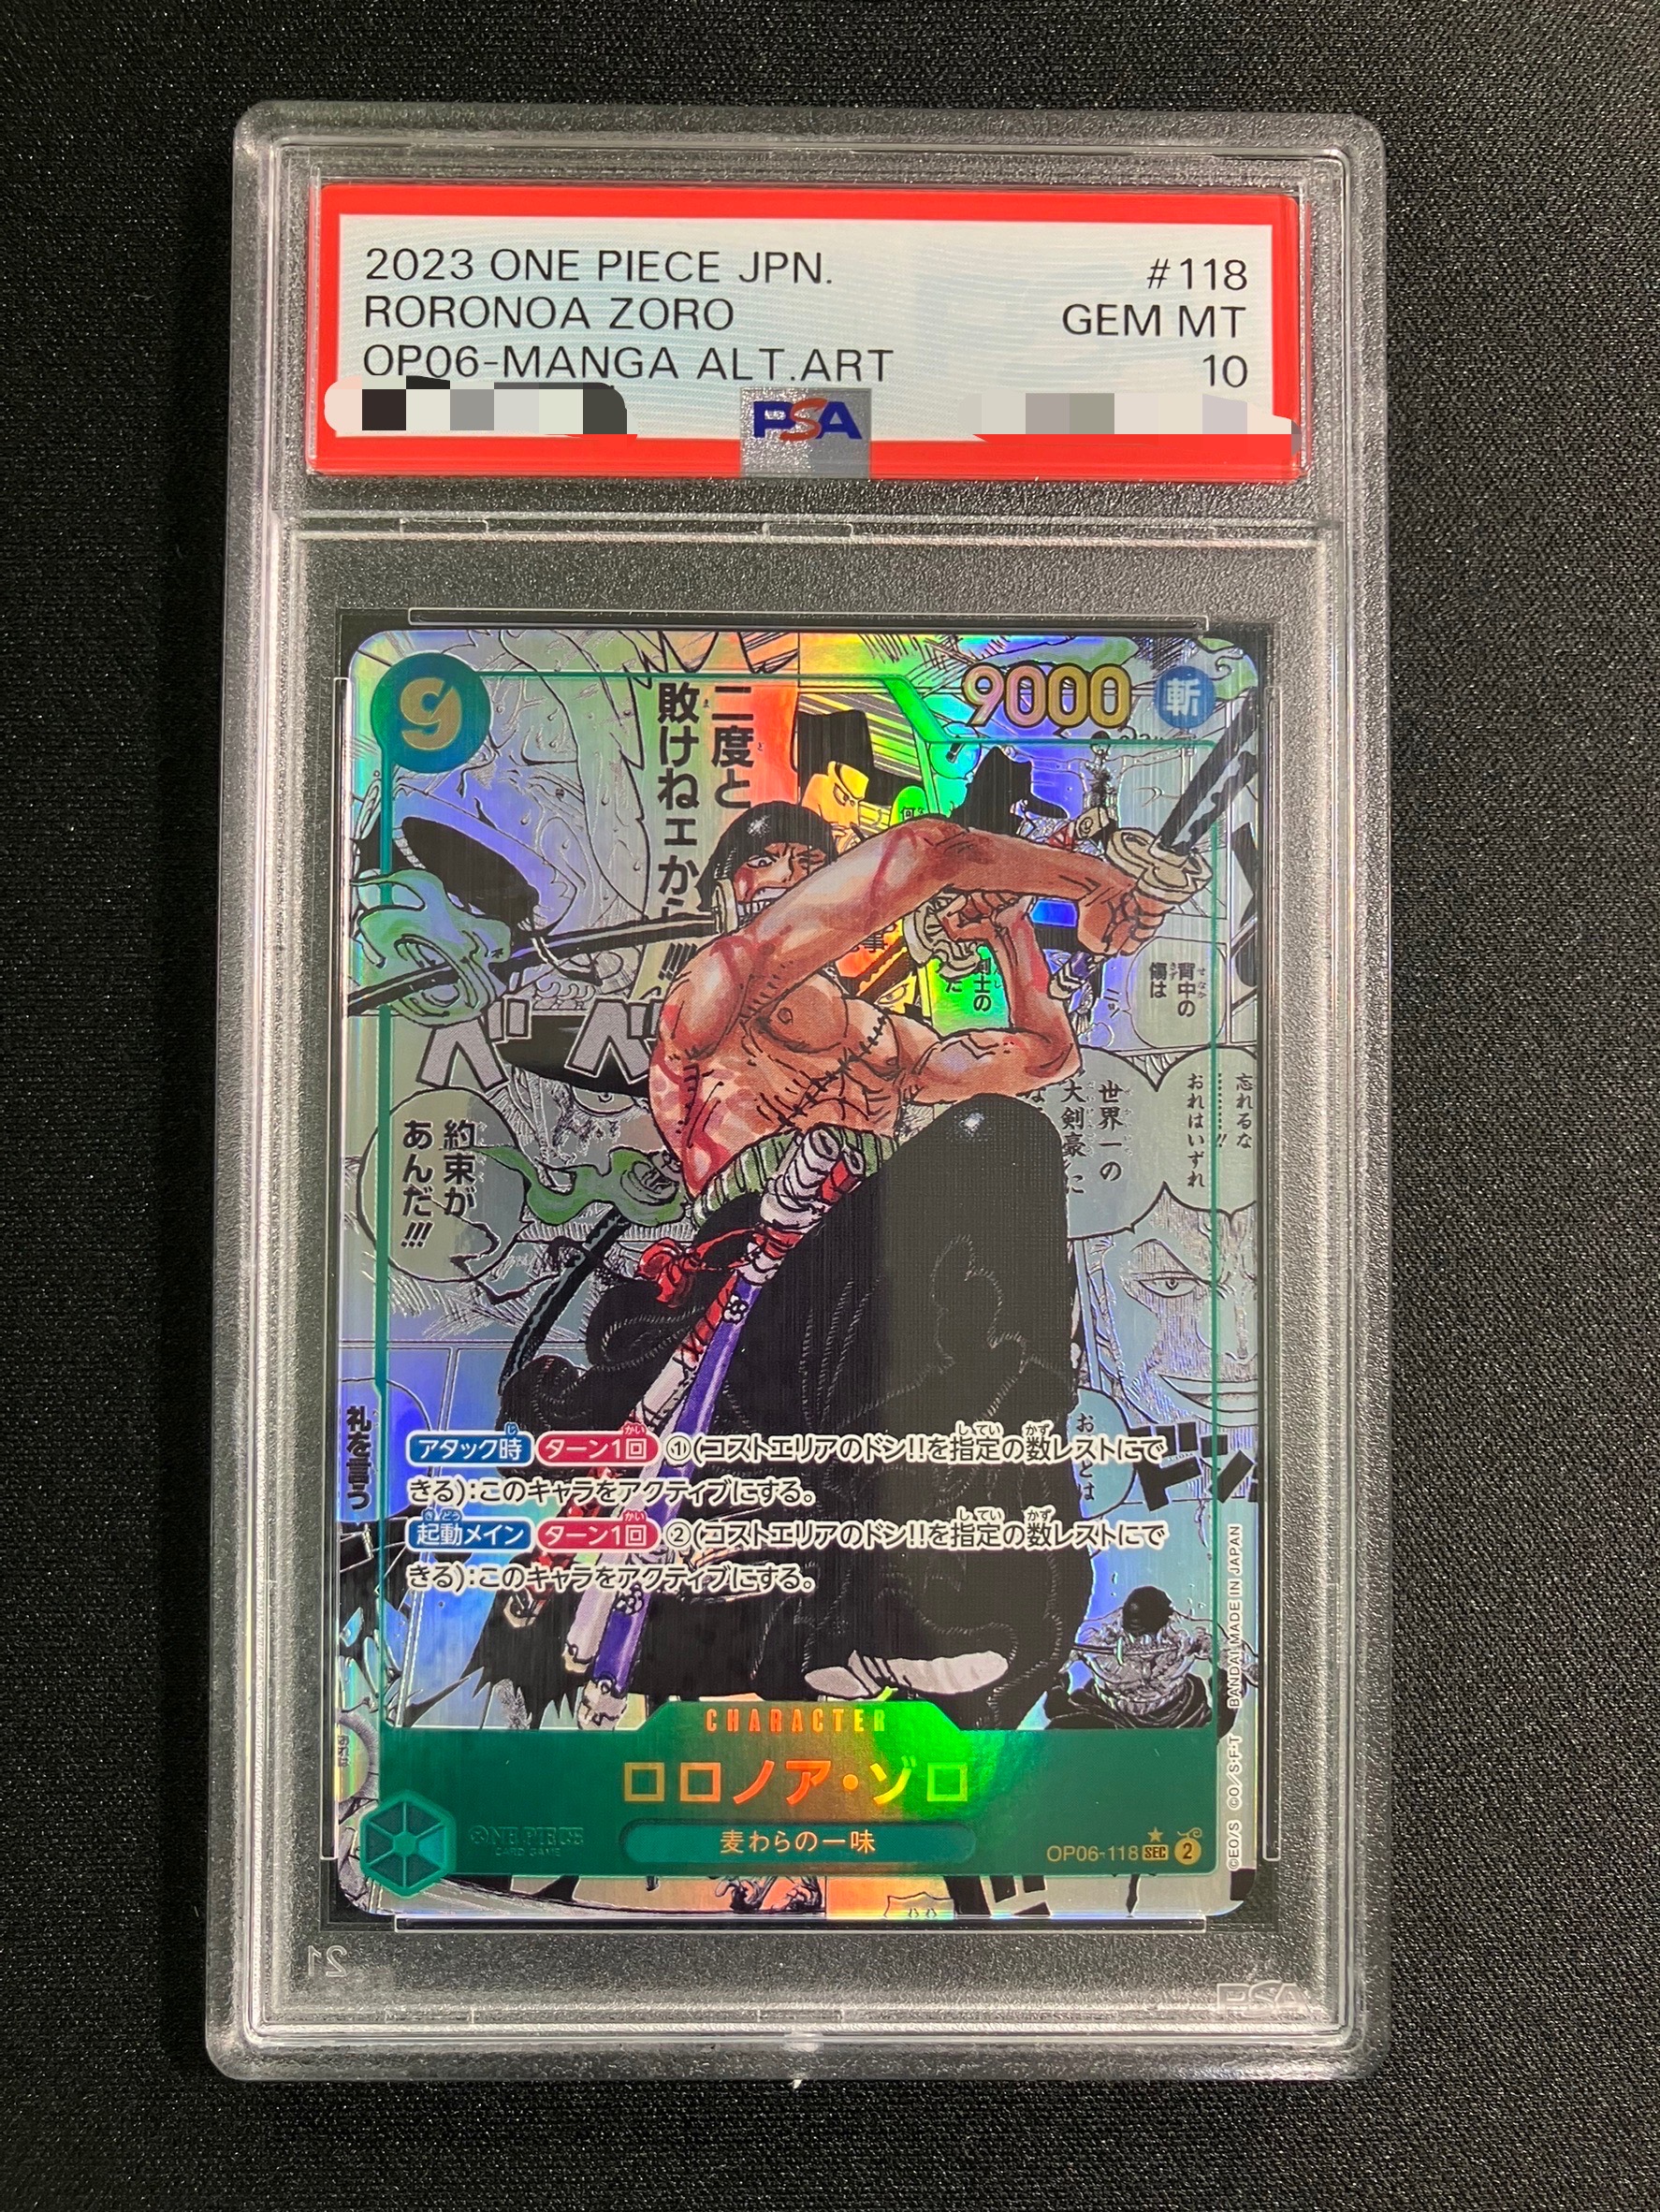 2023 ONE PIECE JPN.
#118
RORONOA ZORO
GEM MT
OP06-MANGA ALT.ART
10
PSA
9
9000
斬
二度と
敗けねェから!!!!
背中の
傷は
剣士の
世界一の
大剣豪に
忘れるな
………!!
おれはいずれ
約束が
あんだ!!!
礼を言う
ドン
アタック時 ターン1回 ①(コストエリアのドン!!を指定の数レストにで
きる):このキャラをアクティブにする。
起動メイン ターン1回 ②(コストエリアのドン!!を指定の数レストにで
きる):このキャラをアクティブにする。
CHARACTER
ロロノア・ゾロ
麦わらの一味
ONE PIECE
CARD GAME
OP06-118 SEC 2
©EO/S ©O/S・F・T BANDAI MADE IN JAPAN
21
PSA